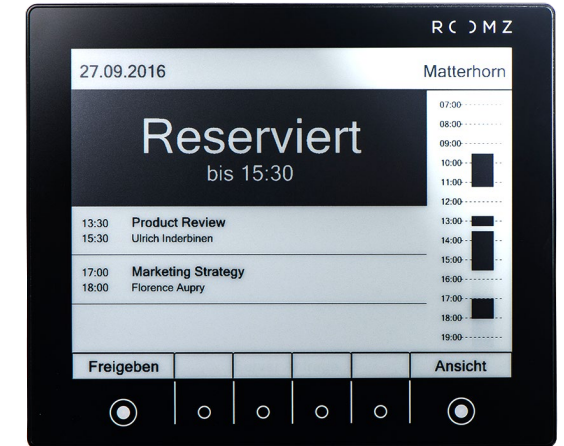 ROOMZ
27.09.2016 Matterhorn
Reserviert
bis 15:30
13:30 Product Review
15:30 Ulrich Inderbinen
17:00 Marketing Strategy
18:00 Florence Aupry
07:00
08:00
09:00
10:00
11:00
12:00
13:00
14:00
15:00
16:00
17:00
18:00
19:00
Freigeben Ansicht